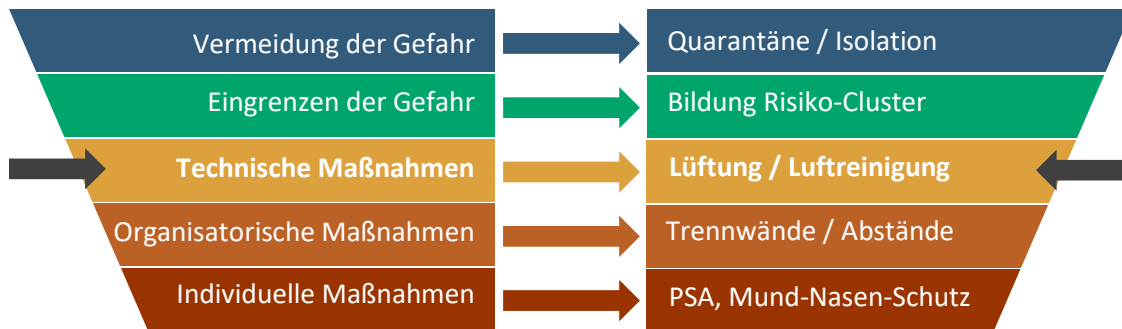 Vermeidung der Gefahr
Quarantäne / Isolation
Eingrenzen der Gefahr
Bildung Risiko-Cluster
Technische Maßnahmen
Lüftung / Luftreinigung
Organisatorische Maßnahmen
Trennwände / Abstände
Individuelle Maßnahmen
PSA, Mund-Nasen-Schutz